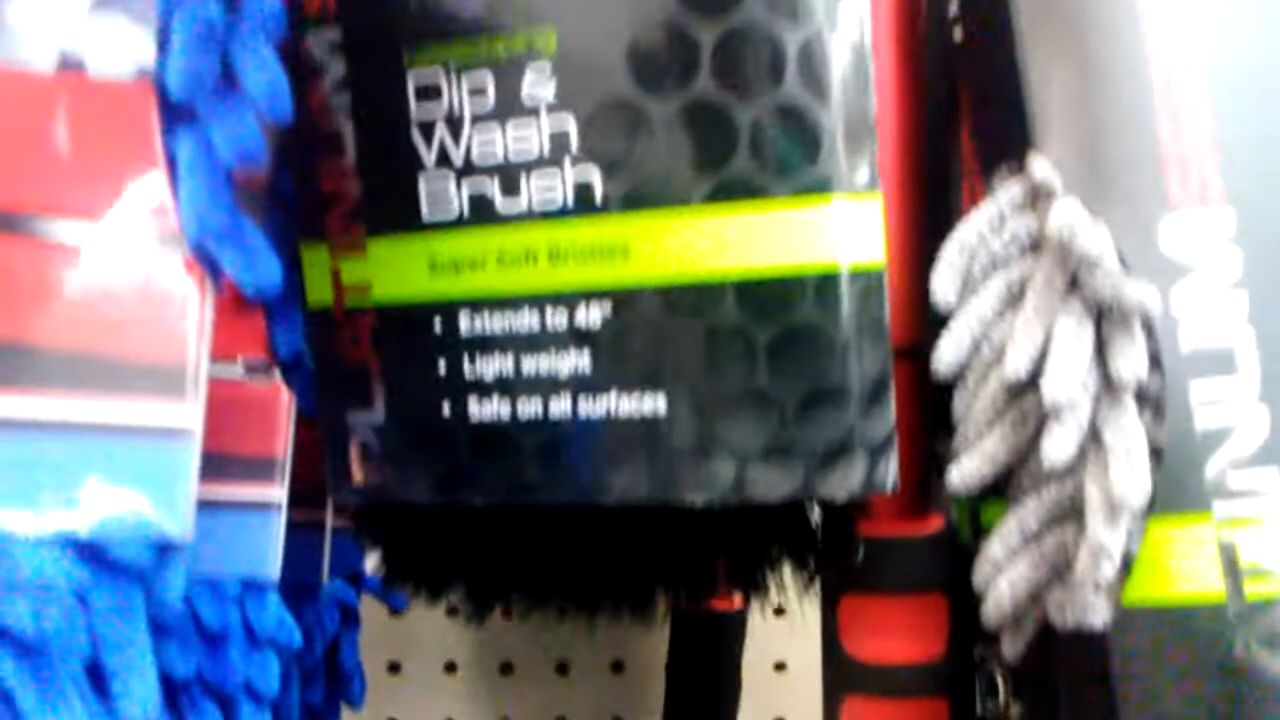 Dip &
Wash
Brush
Super Soft Bristles
Extends to 48"
Light weight
Safe on all surfaces